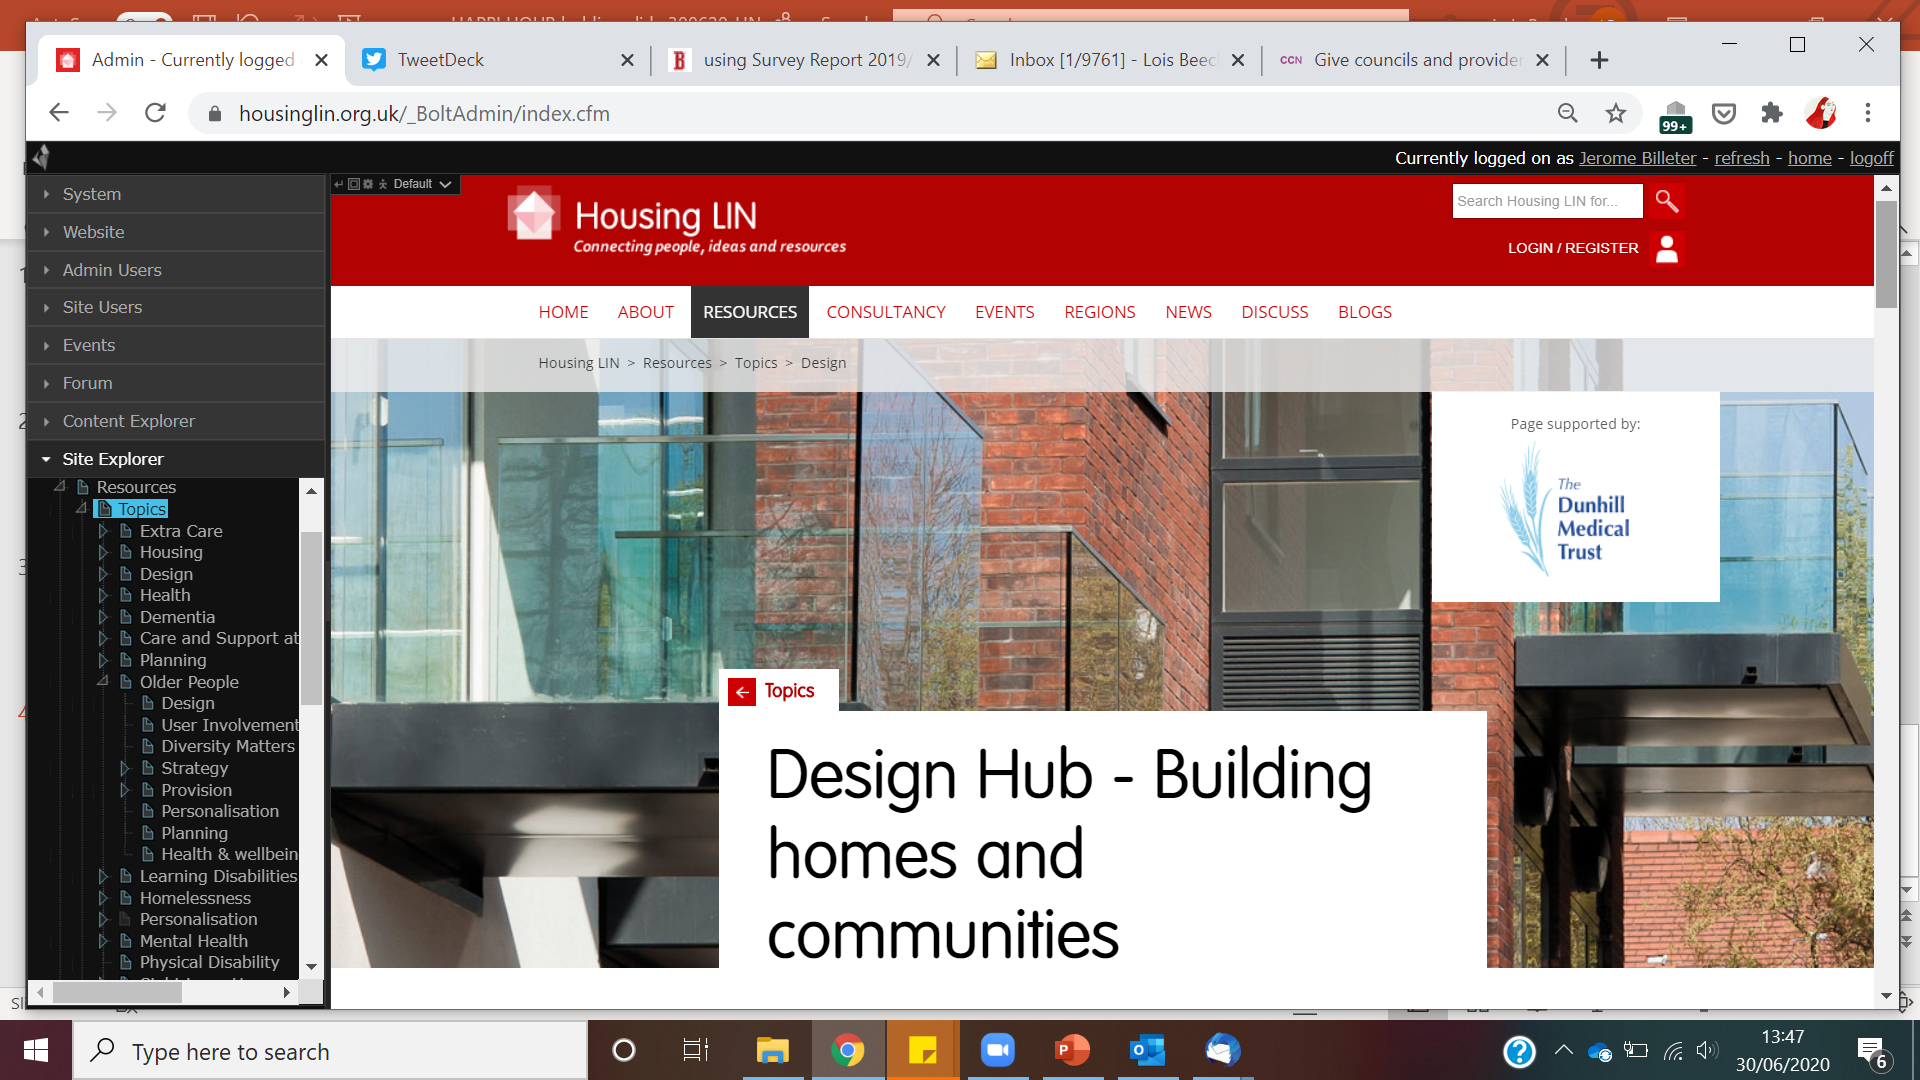 Admin - Currently logged
TweetDeck
using Survey Report 2019/
Inbox [1/9761] - Lois Beec
CCN Give councils and provider
housinglin.org.uk/_BoltAdmin/index.cfm
99+
Currently logged on as Jerome Billeter - refresh - home - logoff
System
Website
Admin Users
Site Users
Events
Forum
Content Explorer
Site Explorer
Resources
Topics
Extra Care
Housing
Design
Health
Dementia
Care and Support at
Planning
Older People
Design
User Involvement
Diversity Matters
Strategy
Provision
Personalisation
Planning
Health & wellbein
Learning Disabilities
Homelessness
Personalisation
Mental Health
Physical Disability
Default
Housing LIN
Connecting people, ideas and resources
Search Housing LIN for...
LOGIN / REGISTER
HOME ABOUT RESOURCES CONSULTANCY EVENTS REGIONS NEWS DISCUSS BLOGS
Housing LIN > Resources > Topics > Design
Page supported by:
The
Dunhill
Medical
Trust
Topics
Design Hub - Building
homes and
communities
Type here to search
13:47
30/06/2020
6